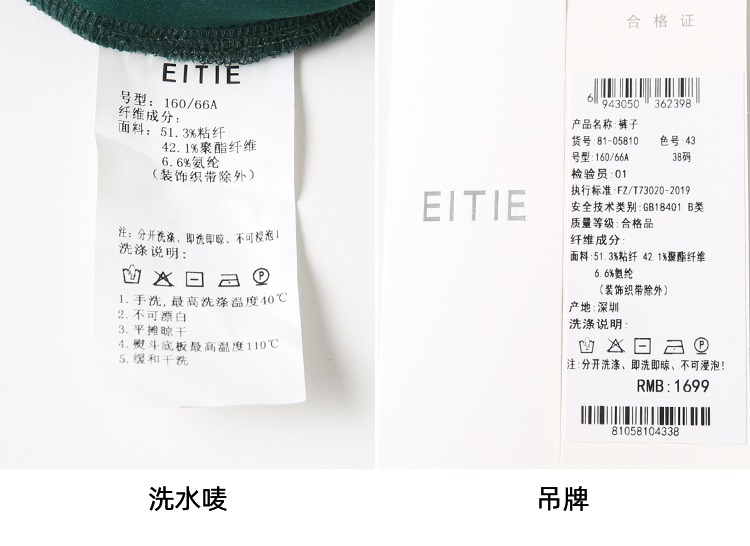 EITIE
号型: 160/66A
纤维成分:
面料: 51.3%粘纤
42.1%聚酯纤维
6.6%氨纶
(装饰织带除外)
注: 分开洗涤、即洗即晾、不可浸泡!
洗涤说明:
P
1.手洗,最高洗涤温度40℃
2.不可漂白
3.平摊晾干
4.熨斗底板最高温度110℃
5.缓和干洗
洗水唛
EITIE
合格证
6 943050 362398
产品名称:裤子
货号:81-05810 色号:43
号型:160/66A 38码
检验员:01
执行标准:FZ/T73020-2019
安全技术类别:GB18401 B类
质量等级:合格品
纤维成分:
面料:51.3%粘纤 42.1%聚酯纤维
6.6%氨纶
(装饰织带除外)
产地:深圳
洗涤说明:
P
注:分开洗涤、即洗即晾、不可浸泡!
RMB:1699
81058104338
吊牌